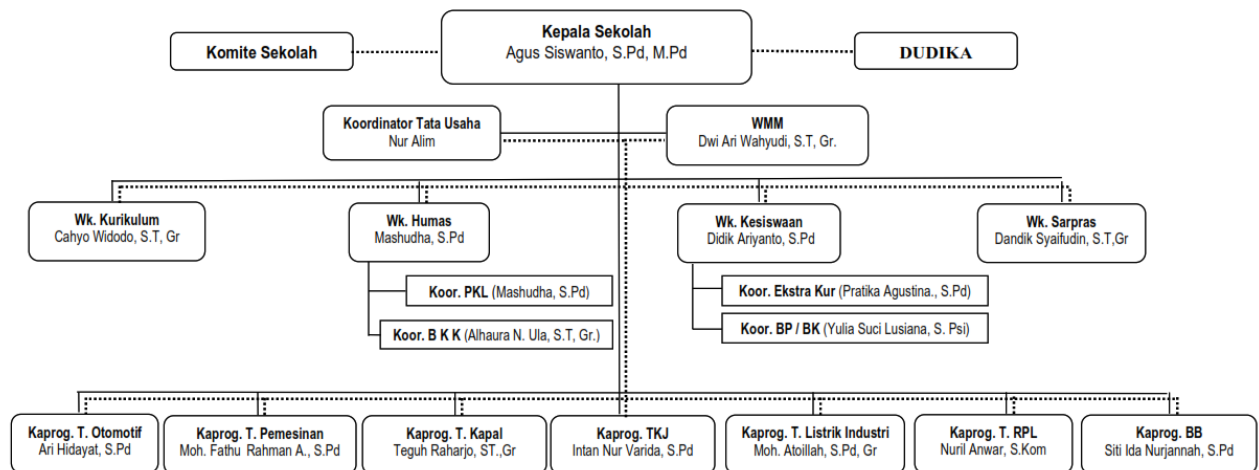 Kepala Sekolah
Agus Siswanto, S.Pd, M.Pd
Komite Sekolah
DUDIKA
Koordinator Tata Usaha
Nur Alim
WMM
Dwi Ari Wahyudi, S.T, Gr.
Wk. Kurikulum
Cahyo Widodo, S.T, Gr
Wk. Humas
Mashudha, S.Pd
Wk. Kesiswaan
Didik Ariyanto, S.Pd
Wk. Sarpras
Dandik Syaifudin, S.T,Gr
Koor. PKL (Mashudha, S.Pd)
Koor. B K K (Alhaura N. Ula, S.T, Gr.)
Koor. Ekstra Kur (Pratika Agustina., S.Pd)
Koor. BP / BK (Yulia Suci Lusiana, S. Psi)
Kaprog. T. Otomotif
Ari Hidayat, S.Pd
Kaprog. T. Pemesinan
Moh. Fathu Rahman A., S.Pd
Kaprog. T. Kapal
Teguh Raharjo, ST.,Gr
Kaprog. TKJ
Intan Nur Varida, S.Pd
Kaprog. T. Listrik Industri
Moh. Atoillah, S.Pd, Gr
Kaprog. T. RPL
Nuril Anwar, S.Kom
Kaprog. BB
Siti Ida Nurjannah, S.Pd